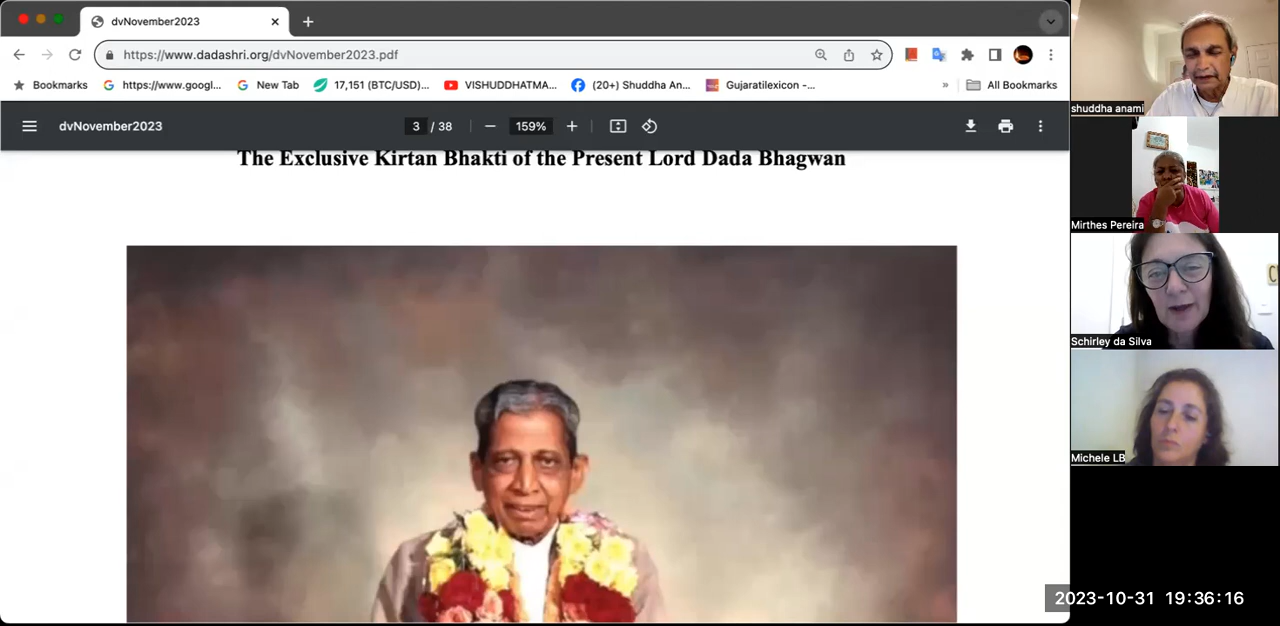 dvNovember2023
https://www.dadashri.org/dvNovember2023.pdf
Bookmarks
https://www.googl...
New Tab
17,151 (BTC/USD)...
VISHUDDHATMA...
(20+) Shuddha An...
Gujaratilexicon -...
»
All Bookmarks
dvNovember2023
3 / 38
159%
The Exclusive Kirtan Bhakti of the Present Lord Dada Bhagwan
shuddha anami
Mirthes Pereira
Schirley da Silva
Michele LB
2023-10-31 19:36:16